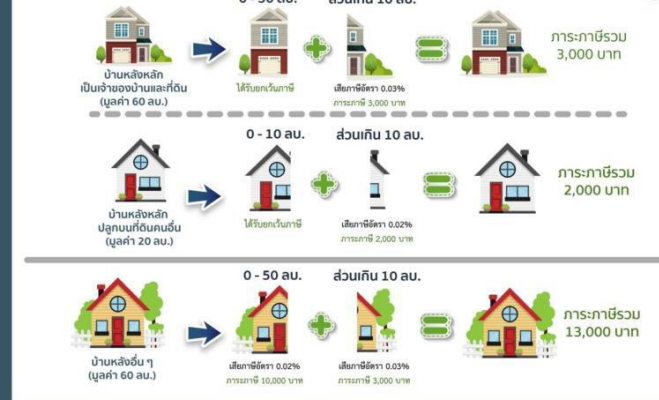 0 - 50 ลบ.
ส่วนเกิน 10 ลบ.
บ้านหลังหลัก
เป็นเจ้าของบ้านและที่ดิน
(มูลค่า 60 ลบ.)
ได้รับยกเว้นภาษี
เสียภาษีอัตรา 0.03%
ภาระภาษี 3,000 บาท
ภาระภาษีรวม
3,000 บาท
0 - 10 ลบ.
ส่วนเกิน 10 ลบ.
บ้านหลังหลัก
ปลูกบนที่ดินคนอื่น
(มูลค่า 20 ลบ.)
ได้รับยกเว้นภาษี
เสียภาษีอัตรา 0.02%
ภาระภาษี 2,000 บาท
ภาระภาษีรวม
2,000 บาท
0 - 50 ลบ.
ส่วนเกิน 10 ลบ.
บ้านหลังอื่น ๆ
(มูลค่า 60 ลบ.)
เสียภาษีอัตรา 0.02%
ภาระภาษี 10,000 บาท
เสียภาษีอัตรา 0.03%
ภาระภาษี 3,000 บาท
ภาระภาษีรวม
13,000 บาท